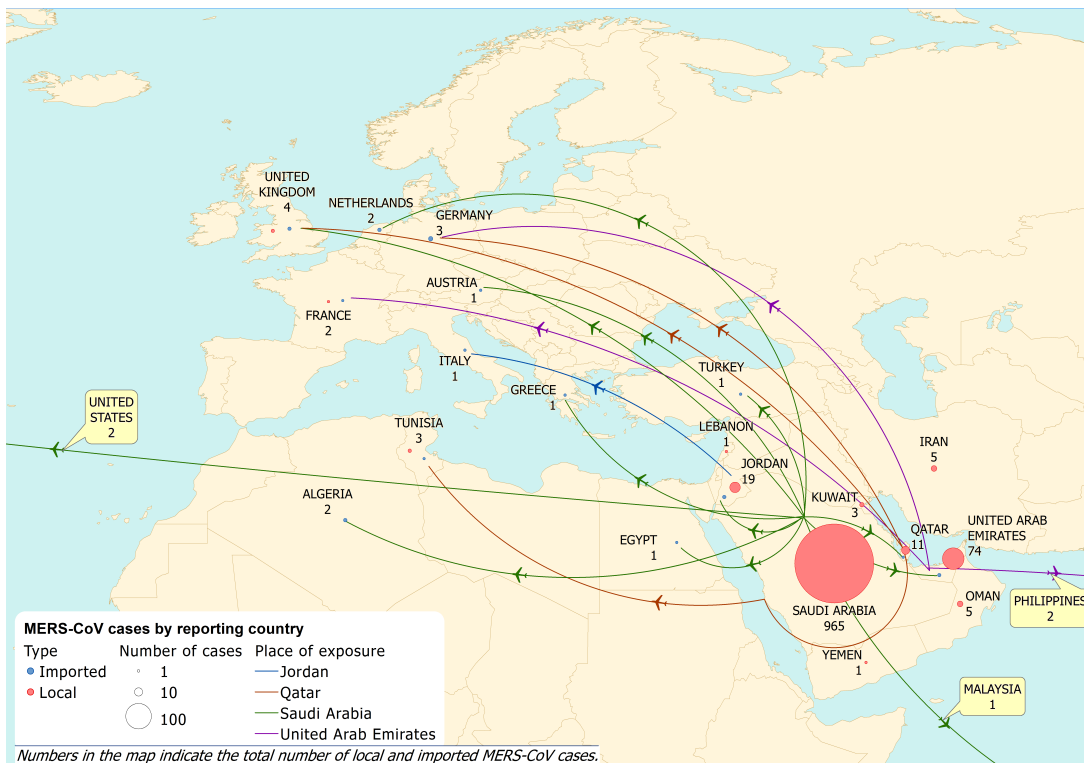 UNITED
KINGDOM
4
NETHERLANDS
2
GERMANY
3
AUSTRIA
1
FRANCE
2
ITALY
1
GREECE
1
TURKEY
1
UNITED
STATES
2
TUNISIA
3
LEBANON
1
JORDAN
19
IRAN
5
ALGERIA
2
KUWAIT
3
EGYPT
1
QATAR
11
UNITED ARAB
EMIRATES
74
PHILIPPINES
2
SAUDI ARABIA
965
OMAN
5
YEMEN
1
MALAYSIA
1
MERS-CoV cases by reporting country
Type
Imported
Local
Number of cases
1
10
100
Place of exposure
Jordan
Qatar
Saudi Arabia
United Arab Emirates
Numbers in the map indicate the total number of local and imported MERS-CoV cases.